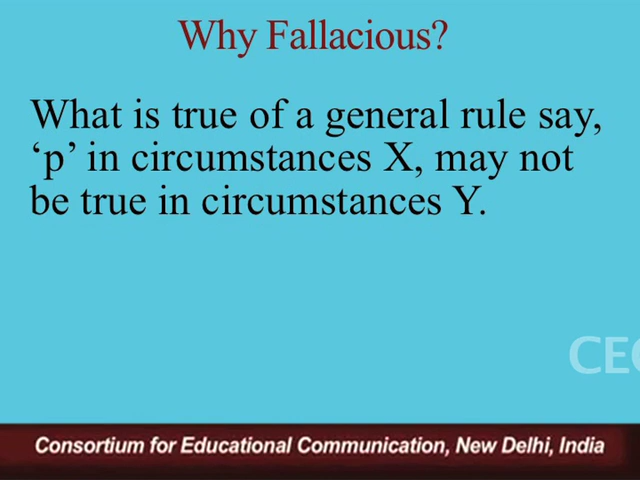 Why Fallacious?
What is true of a general rule say,
‘p’ in circumstances X, may not
be true in circumstances Y.
CEC
Consortium for Educational Communication, New Delhi, India